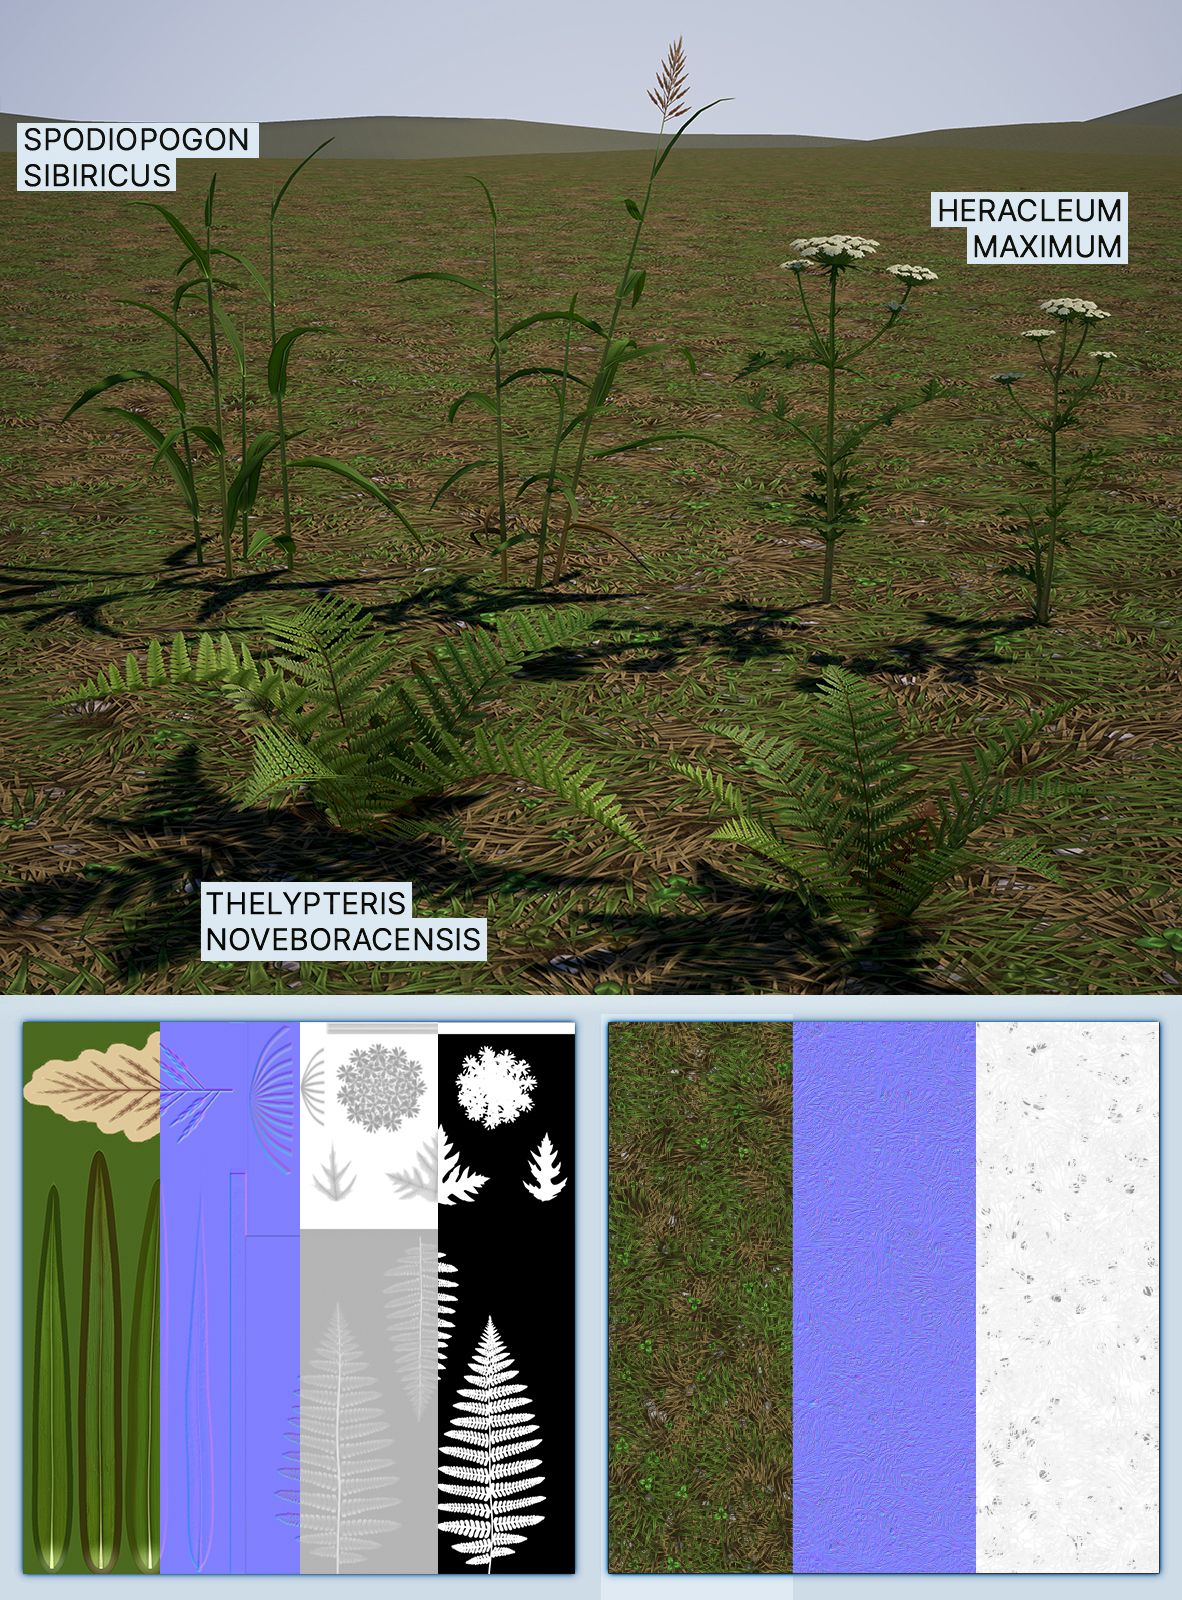 SPODIOPOGON
SIBIRICUS
HERACLEUM
MAXIMUM
THELYPTERIS
NOVEBORACENSIS